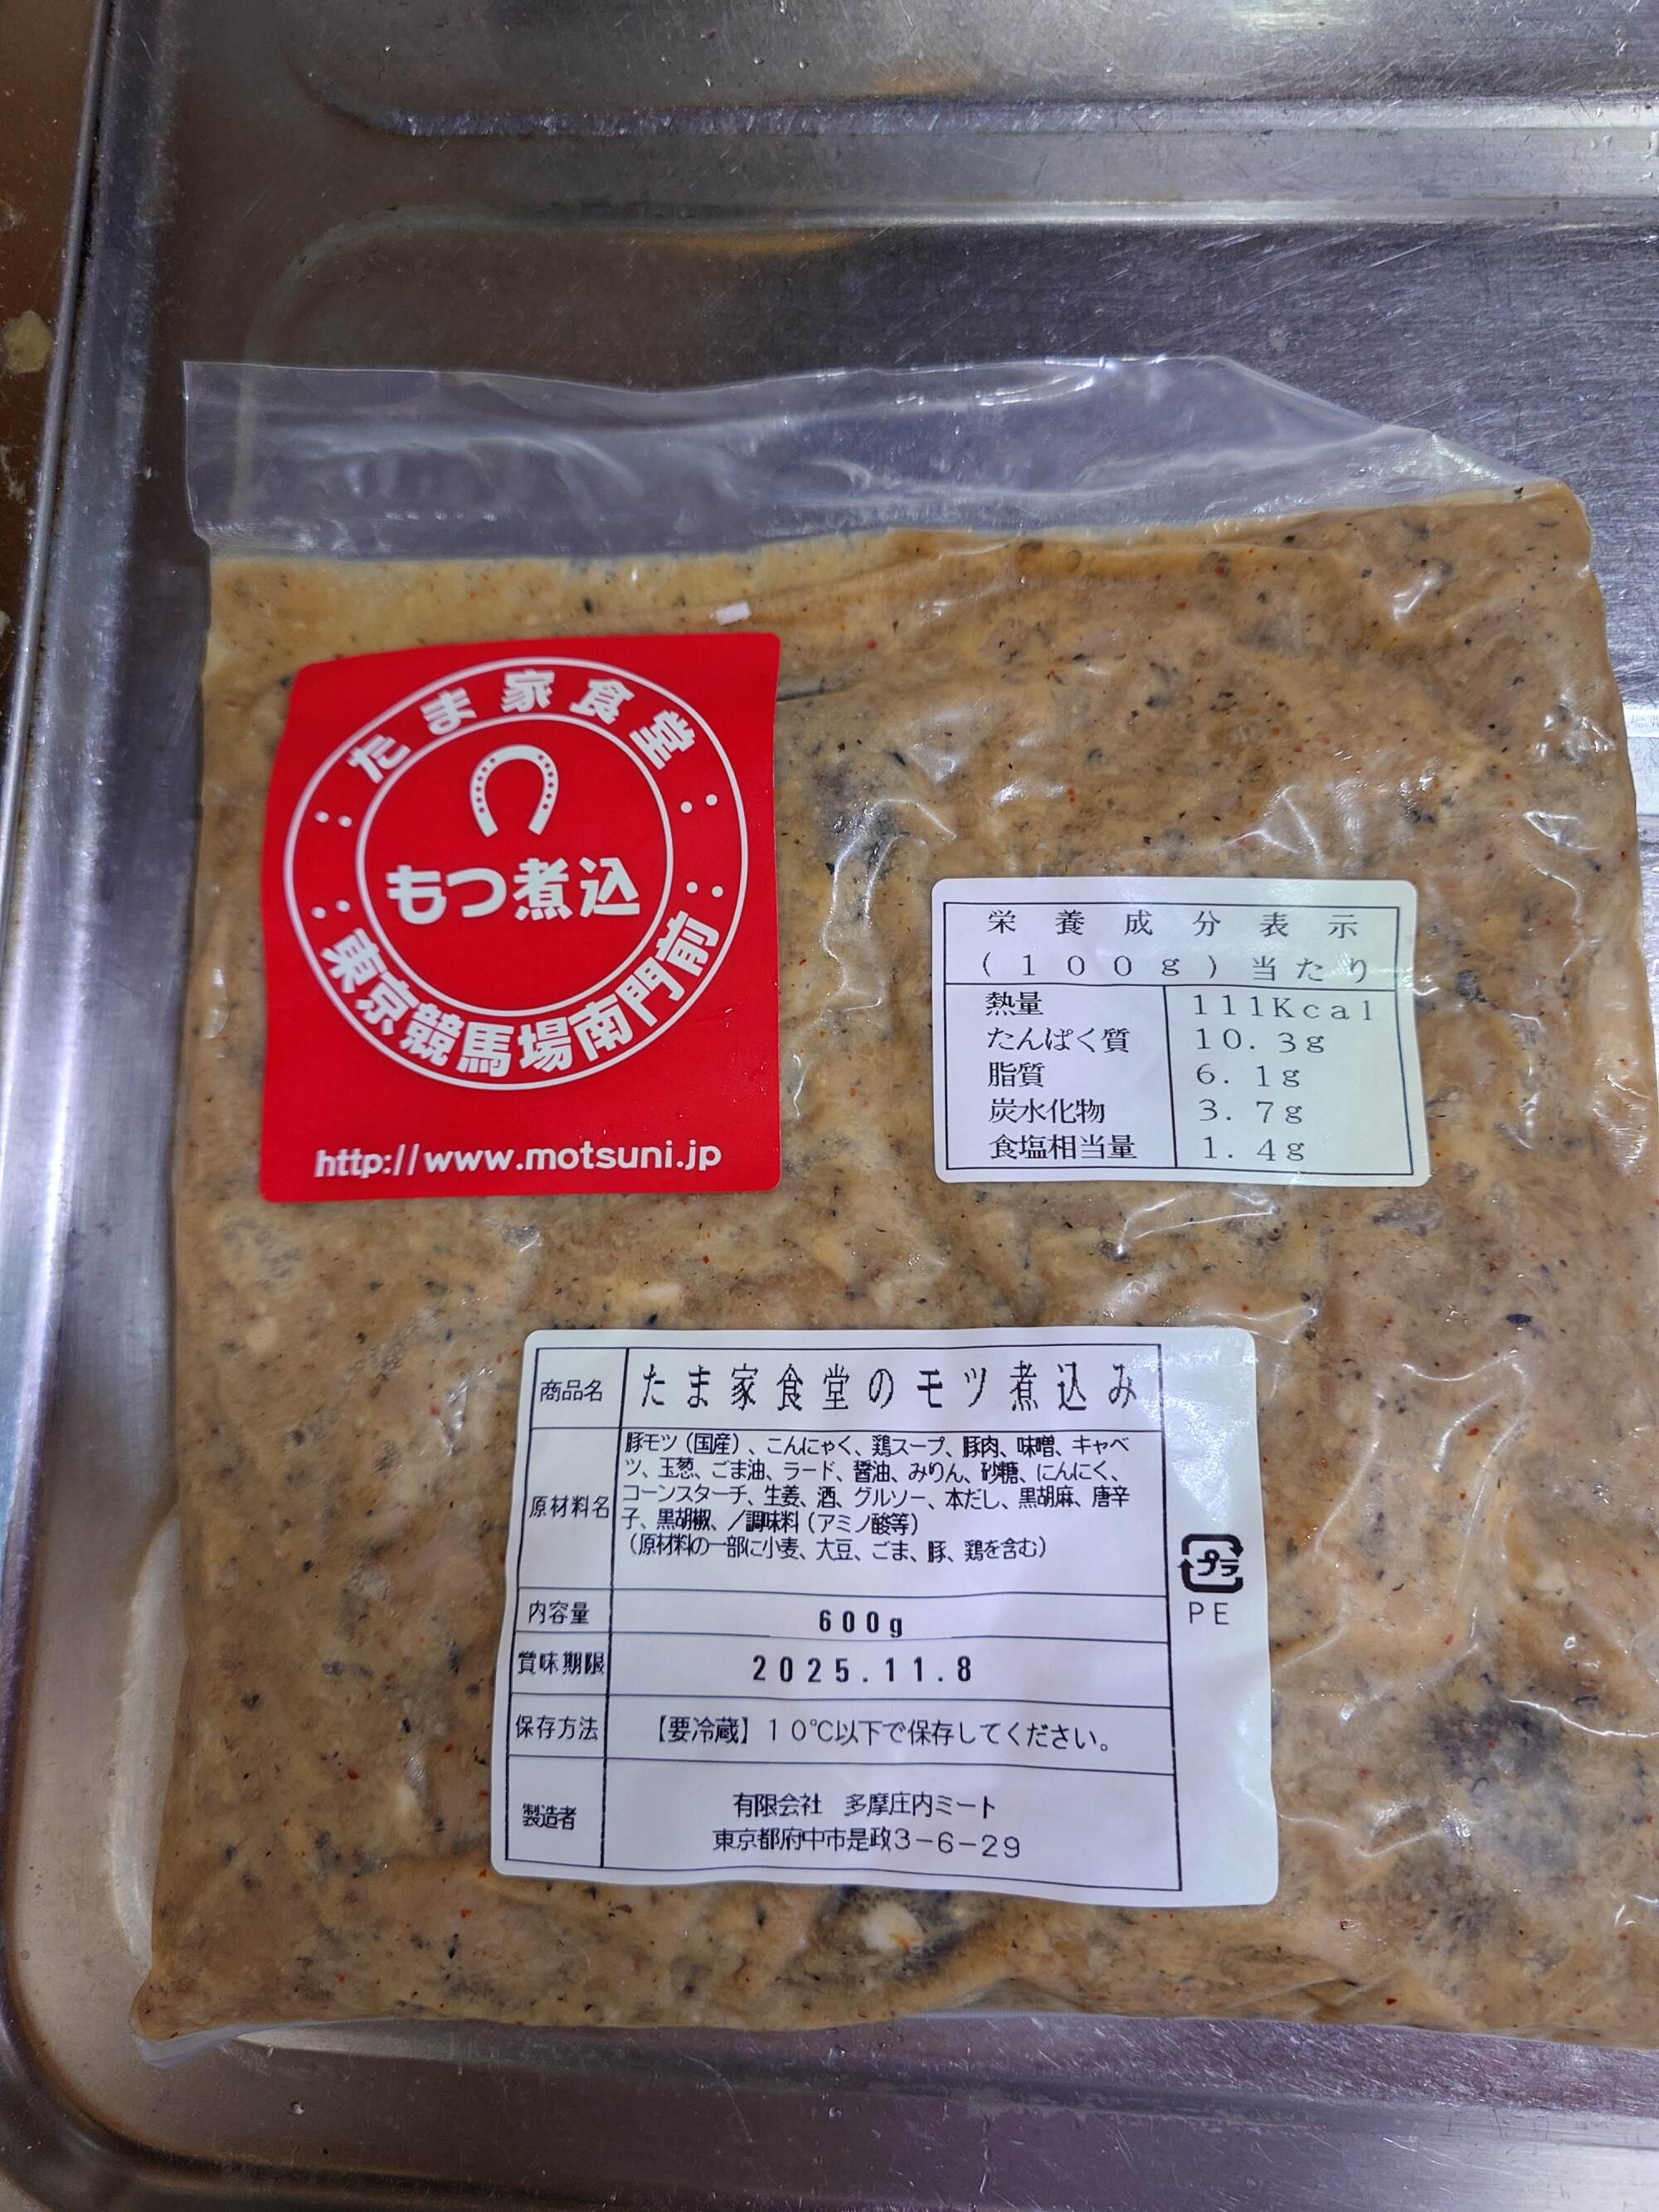 たま家食堂
もつ煮込
東京競馬場南門前
http://www.motsuni.jp
栄養成分表示
(100g)当たり
熱量 111Kcal
たんぱく質 10.3g
脂質 6.1g
炭水化物 3.7g
食塩相当量 1.4g
商品名 たま家食堂のモツ煮込み
原材料名 豚モツ(国産)、こんにゃく、鶏スープ、豚肉、味噌、キャベ
ツ、玉葱、ごま油、ラード、醤油、みりん、砂糖、にんにく、
コーンスターチ、生姜、酒、グルソー、本だし、黒胡麻、唐辛
子、黒胡椒、/調味料(アミノ酸等)
(原材料の一部に小麦、大豆、ごま、豚、鶏を含む)
内容量 600g
賞味期限 2025.11.8
保存方法 【要冷蔵】10℃以下で保存してください。
製造者 有限会社 多摩庄内ミート
東京都府中市是政3-6-29
プラ
PE